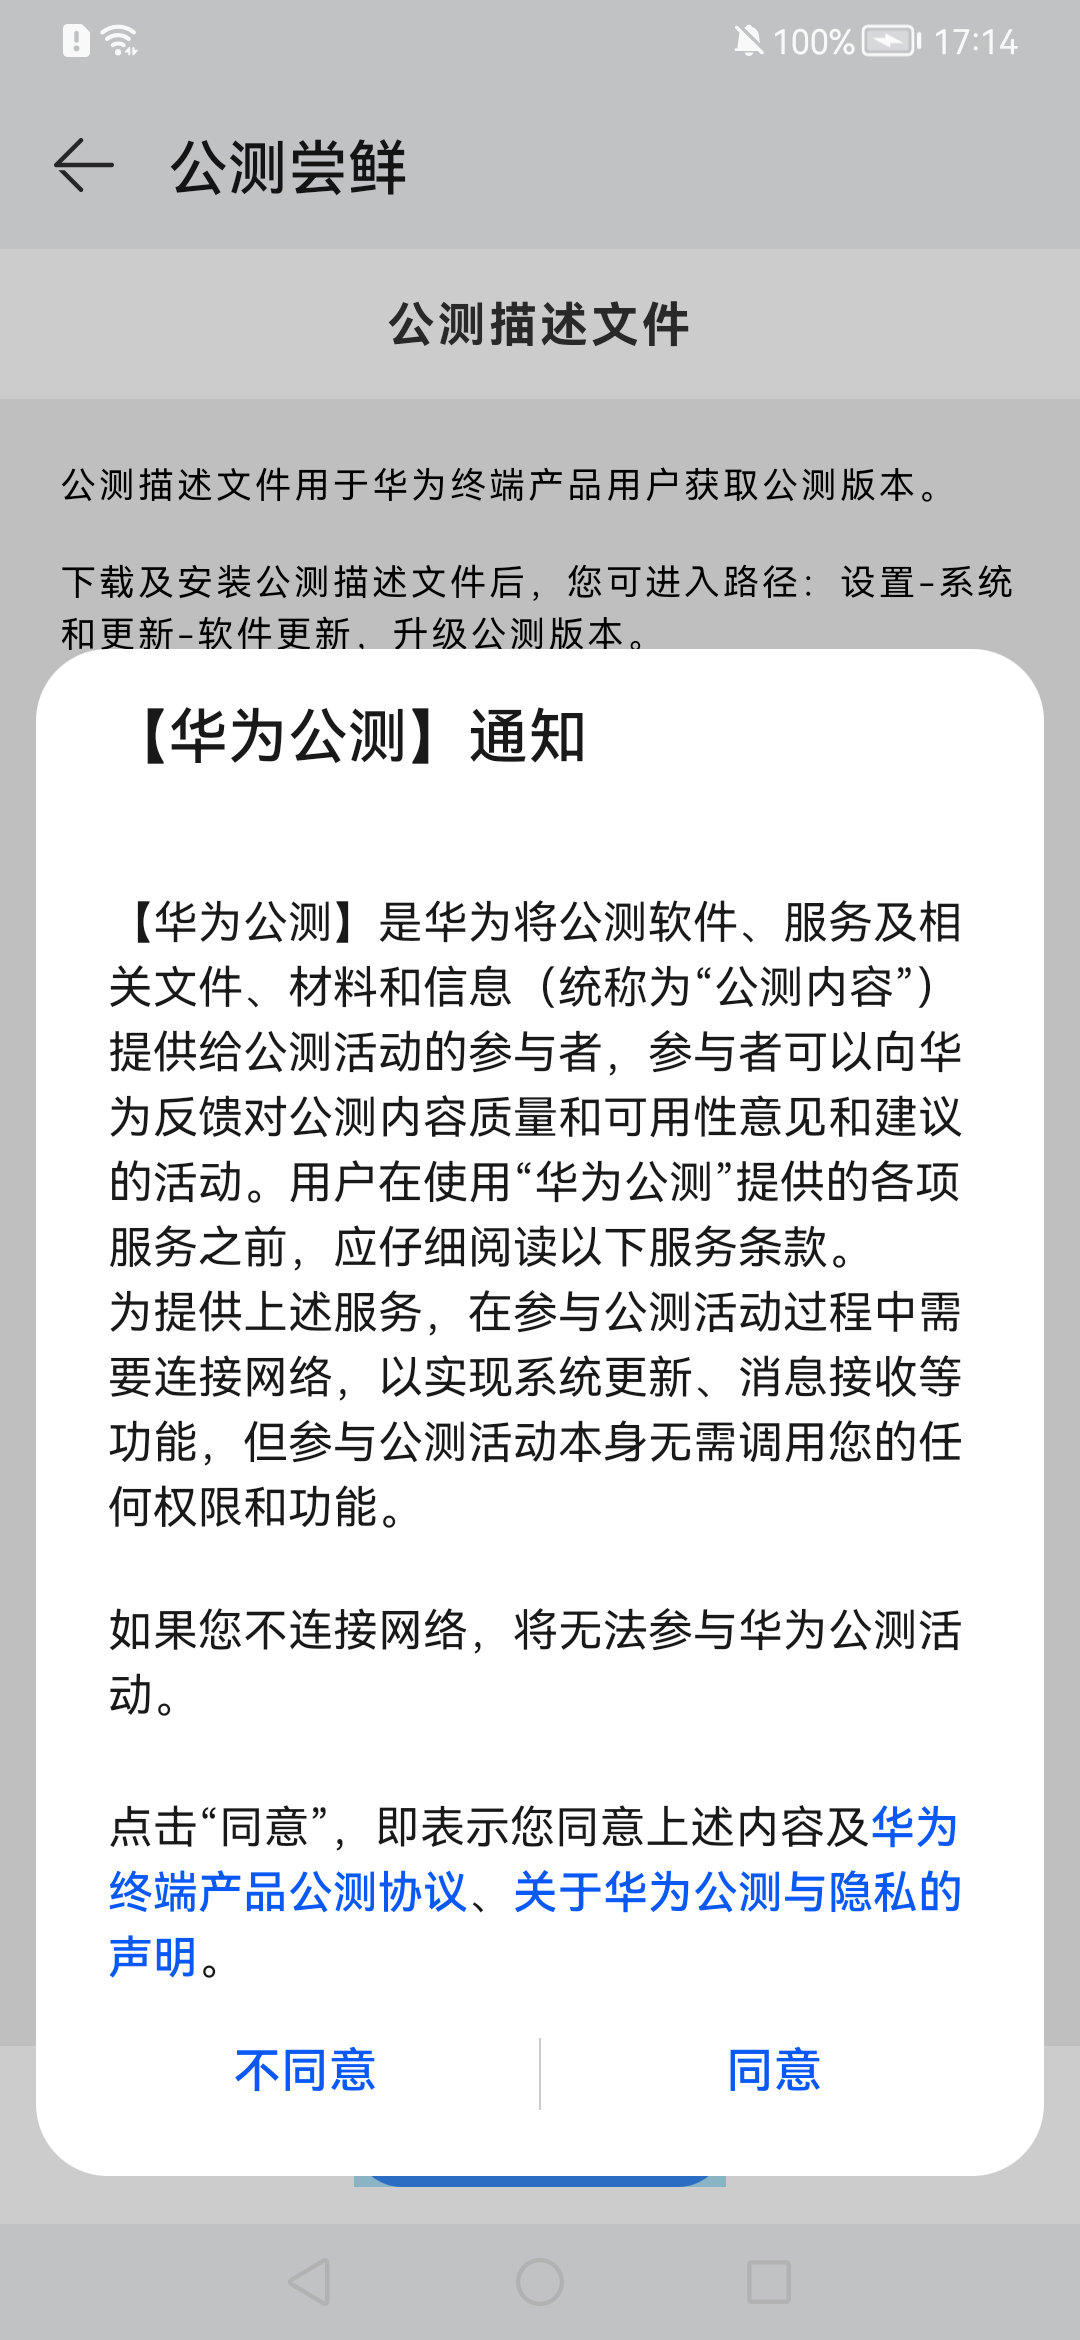 100% 17:14
公测尝鲜
公测描述文件
公测描述文件用于华为终端产品用户获取公测版本。
下载及安装公测描述文件后，您可进入路径：设置-系统
和更新-软件更新，升级公测版本。
【华为公测】通知
【华为公测】是华为将公测软件、服务及相
关文件、材料和信息（统称为“公测内容”）
提供给公测活动的参与者，参与者可以向华
为反馈对公测内容质量和可用性意见和建议
的活动。用户在使用“华为公测”提供的各项
服务之前，应仔细阅读以下服务条款。
为提供上述服务，在参与公测活动过程中需
要连接网络，以实现系统更新、消息接收等
功能，但参与公测活动本身无需调用您的任
何权限和功能。
如果您不连接网络，将无法参与华为公测活
动。
点击“同意”，即表示您同意上述内容及华为
终端产品公测协议、关于华为公测与隐私的
声明。
不同意 同意